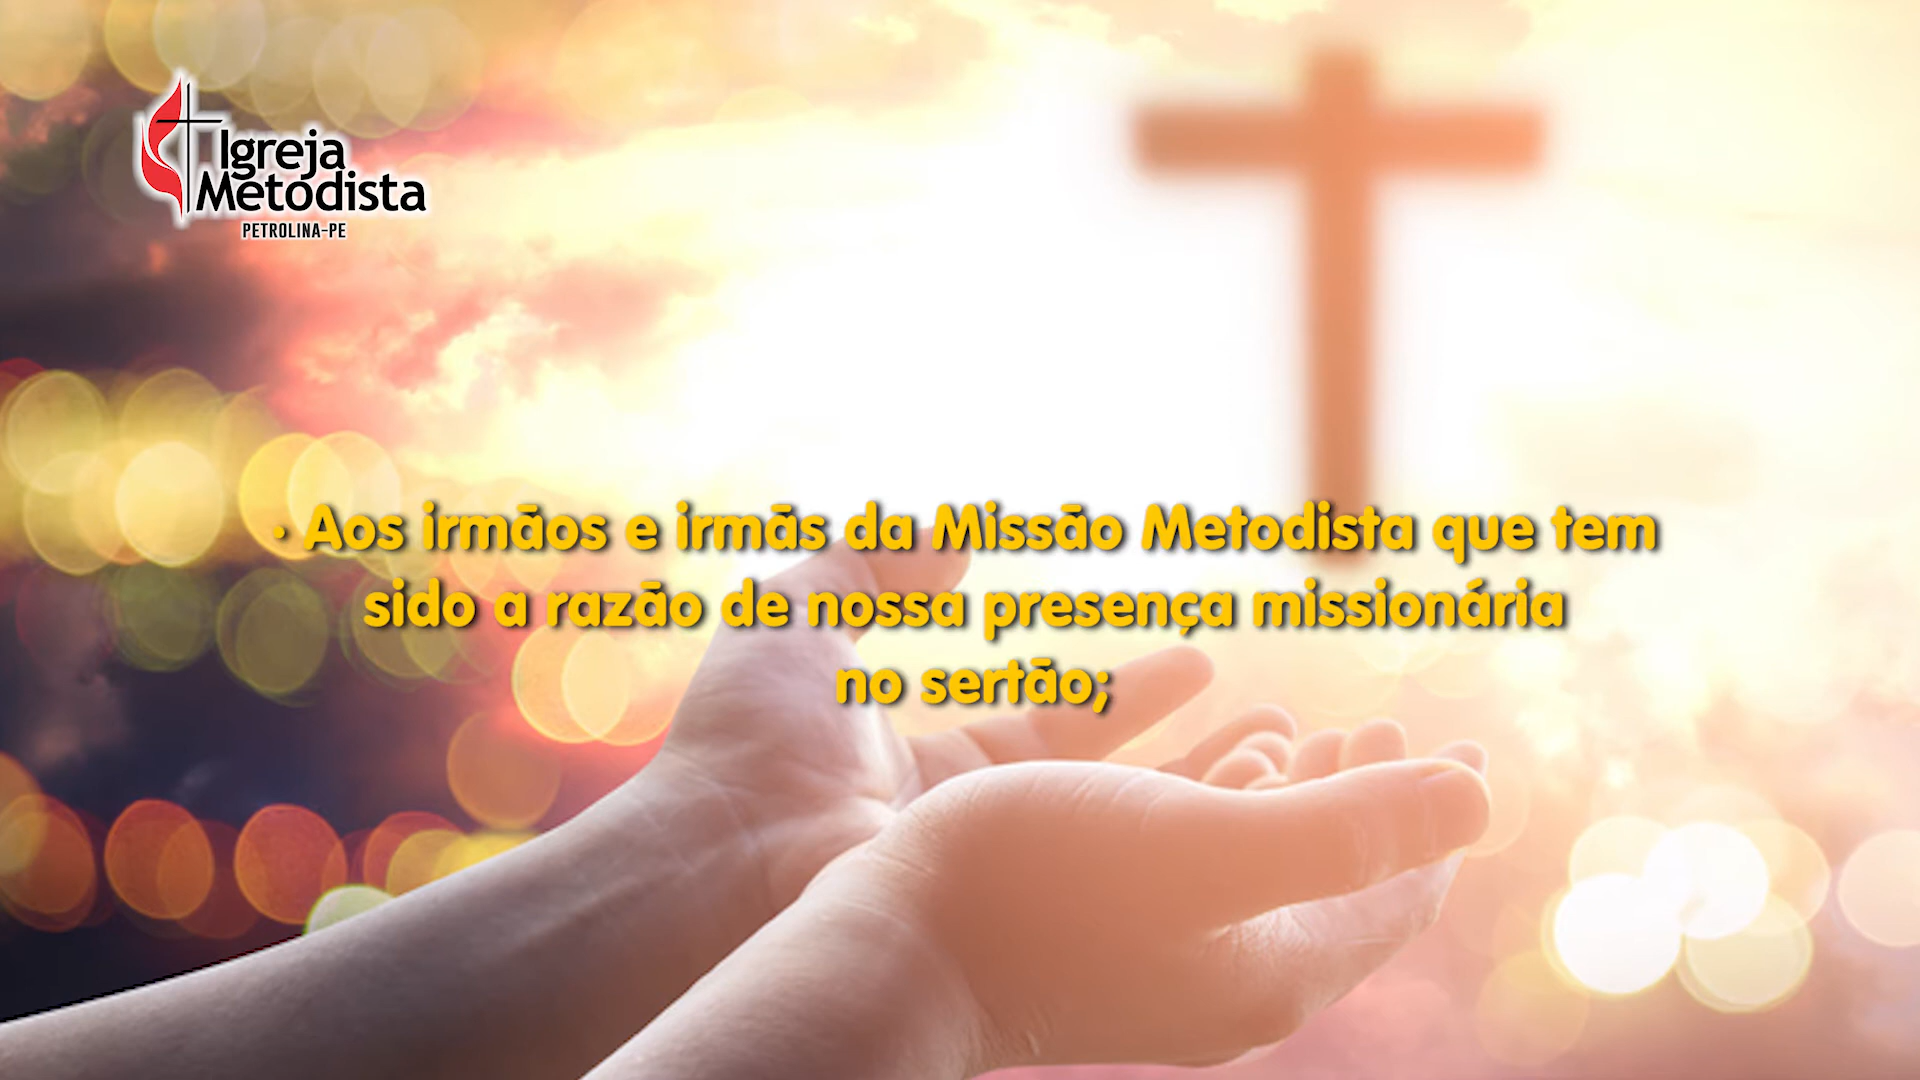 Igreja
Metodista
PETROLINA-PE
· Aos irmãos e irmãs da Missão Metodista que tem
sido a razão de nossa presença missionária
no sertão;